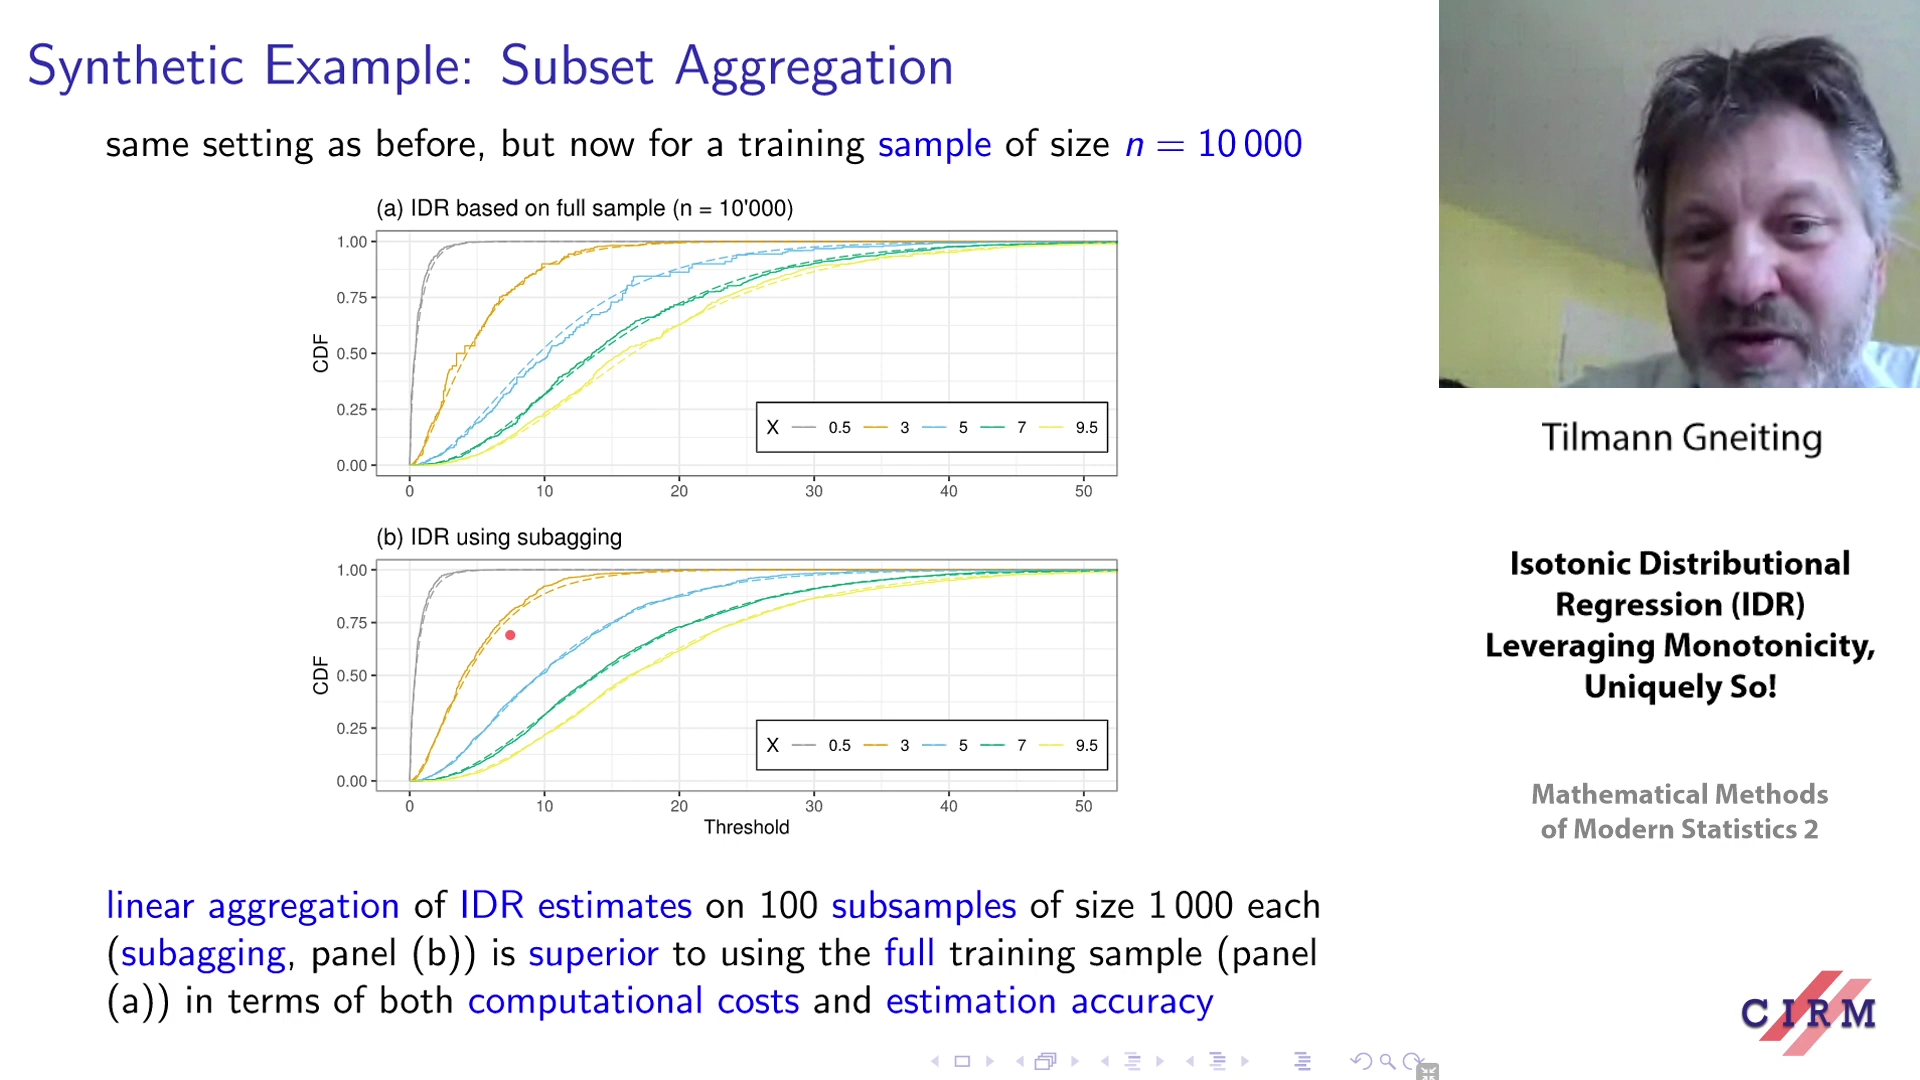 Synthetic Example: Subset Aggregation
same setting as before, but now for a training sample of size n = 10 000
(a) IDR based on full sample (n = 10'000)
1.00
0.75
0.50
0.25
0.00
CDF
X 0.5 3 5 7 9.5
0 10 20 30 40 50
(b) IDR using subagging
1.00
0.75
0.50
0.25
0.00
CDF
X 0.5 3 5 7 9.5
0 10 20 30 40 50
Threshold
linear aggregation of IDR estimates on 100 subsamples of size 1 000 each
(subagging, panel (b)) is superior to using the full training sample (panel
(a)) in terms of both computational costs and estimation accuracy
Tilmann Gneiting
Isotonic Distributional
Regression (IDR)
Leveraging Monotonicity,
Uniquely So!
Mathematical Methods
of Modern Statistics 2
CIRM